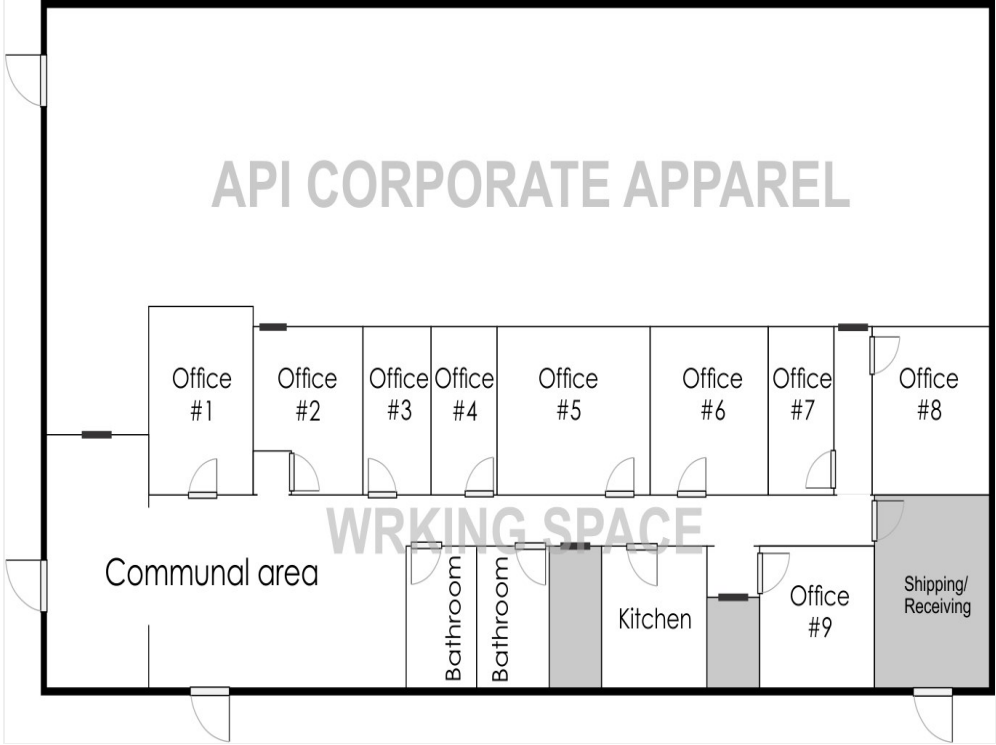 API CORPORATE APPAREL
Office
#1
Office
#2
Office
#3
Office
#4
Office
#5
Office
#6
Office
#7
Office
#8
WRKING SPACE
Communal area
Bathroom
Bathroom
Kitchen
Office
#9
Shipping/
Receiving